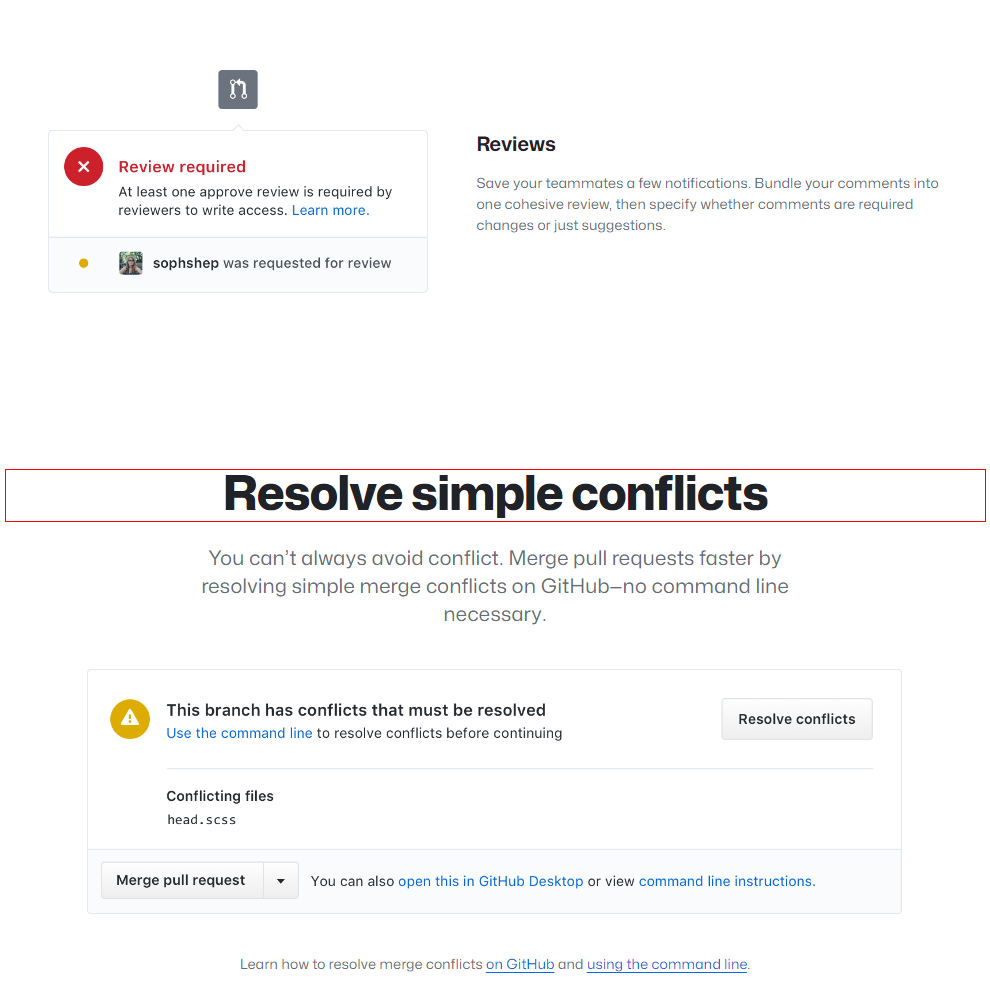 Review required
At least one approve review is required by
reviewers to write access. Learn more.
sophshep was requested for review
Reviews
Save your teammates a few notifications. Bundle your comments into
one cohesive review, then specify whether comments are required
changes or just suggestions.
Resolve simple conflicts
You can't always avoid conflict. Merge pull requests faster by
resolving simple merge conflicts on GitHub—no command line
necessary.
This branch has conflicts that must be resolved
Use the command line to resolve conflicts before continuing
Resolve conflicts
Conflicting files
head.scss
Merge pull request
You can also open this in GitHub Desktop or view command line instructions.
Learn how to resolve merge conflicts on GitHub and using the command line.